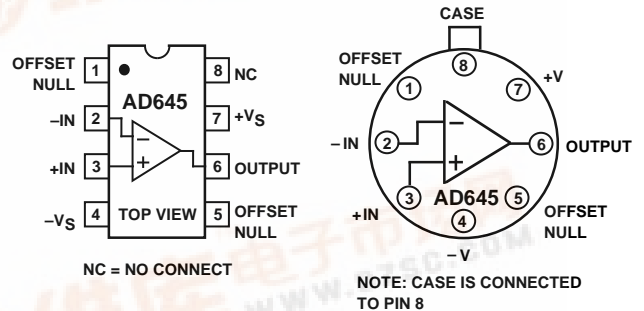 OFFSET
NULL
1
8
NC
AD645
–IN
2
7
+VS
+IN
3
6
OUTPUT
–VS
4
TOP VIEW
5
OFFSET
NULL
NC = NO CONNECT
CASE
8
OFFSET
NULL
1
7
+V
–IN
2
6
OUTPUT
+IN
3
AD645
5
OFFSET
NULL
4
–V
NOTE: CASE IS CONNECTED
TO PIN 8